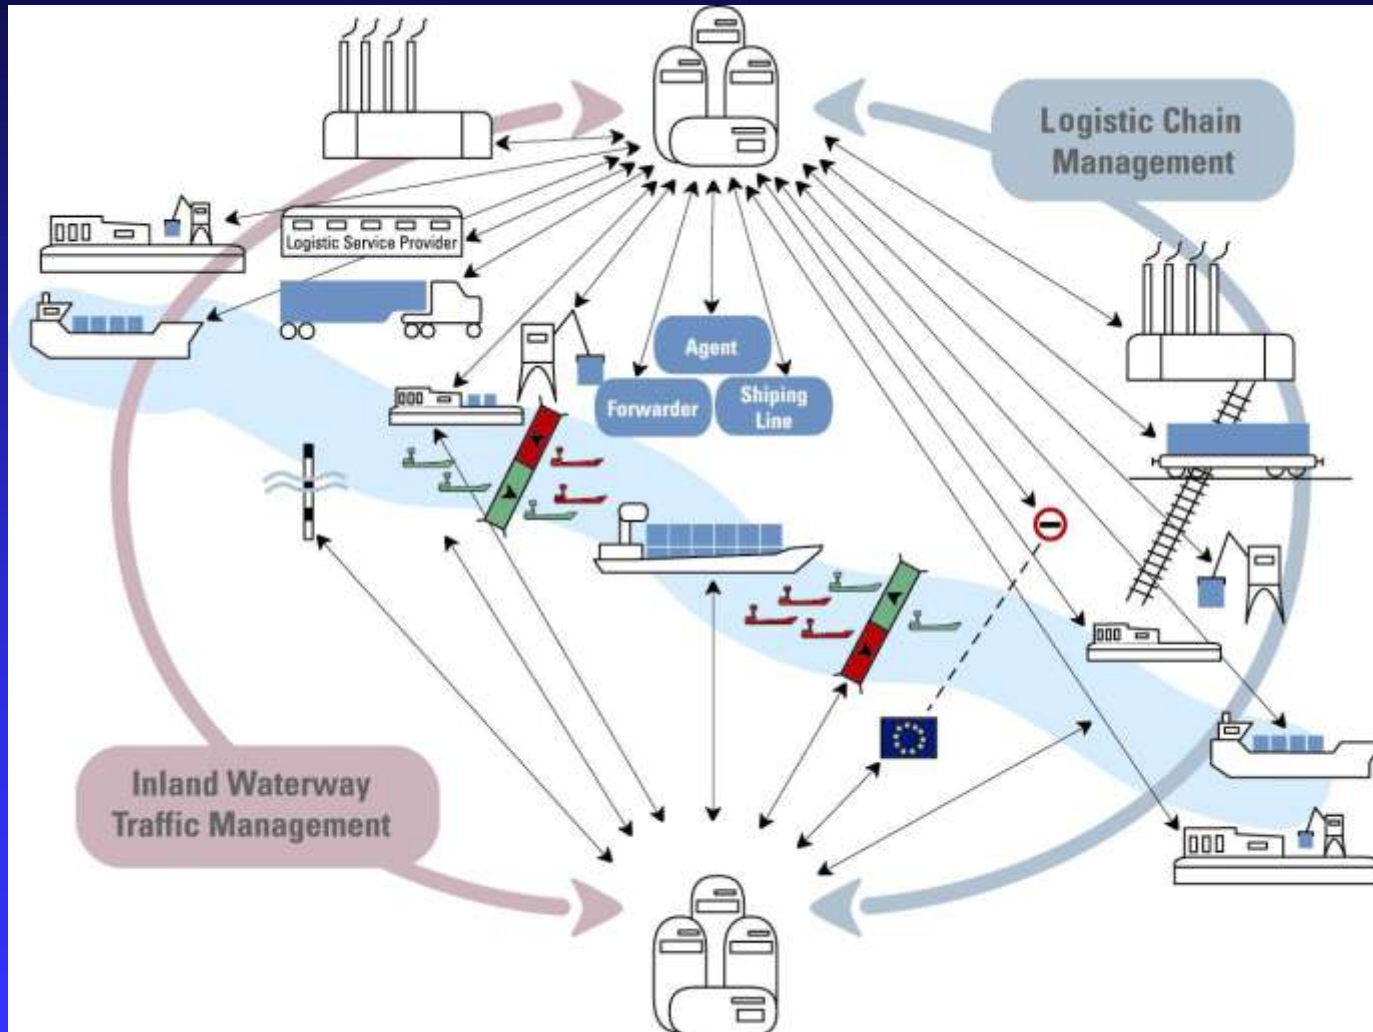 Logistic Chain
Management
Logistic Service Provider
Agent
Forwarder
Shiping
Line
Inland Waterway
Traffic Management